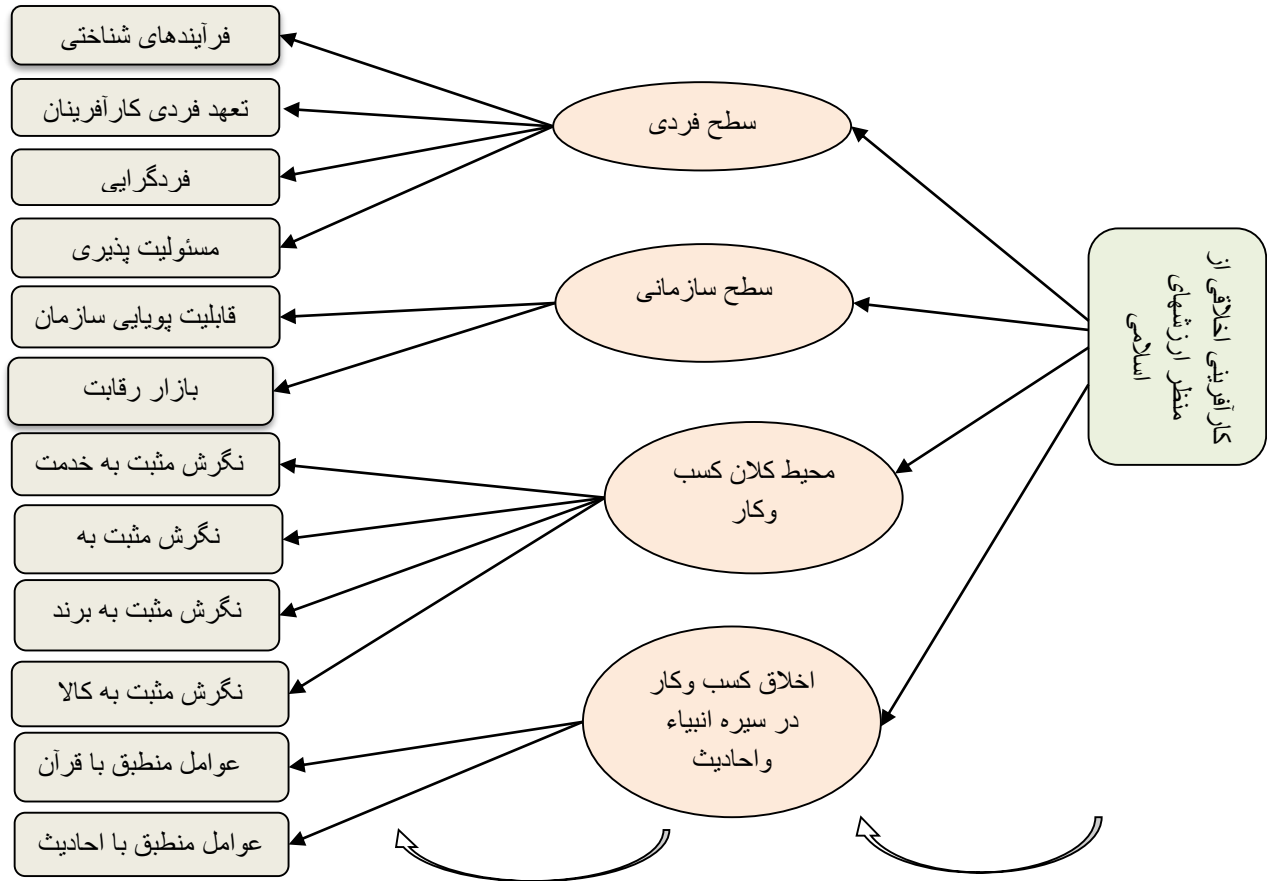 کارآفرینی اخلاقی از
منظر ارزشهای
اسلامی
سطح فردی
فرآیندهای شناختی
تعهد فردی کارآفرینان
فردگرایی
مسئولیت پذیری
سطح سازمانی
قابلیت پویایی سازمان
بازار رقابت
محیط کلان کسب
وکار
نگرش مثبت به خدمت
نگرش مثبت به
نگرش مثبت به برند
نگرش مثبت به کالا
اخلاق کسب وکار
در سیره انبیاء
واحادیث
عوامل منطبق با قرآن
عوامل منطبق با احادیث